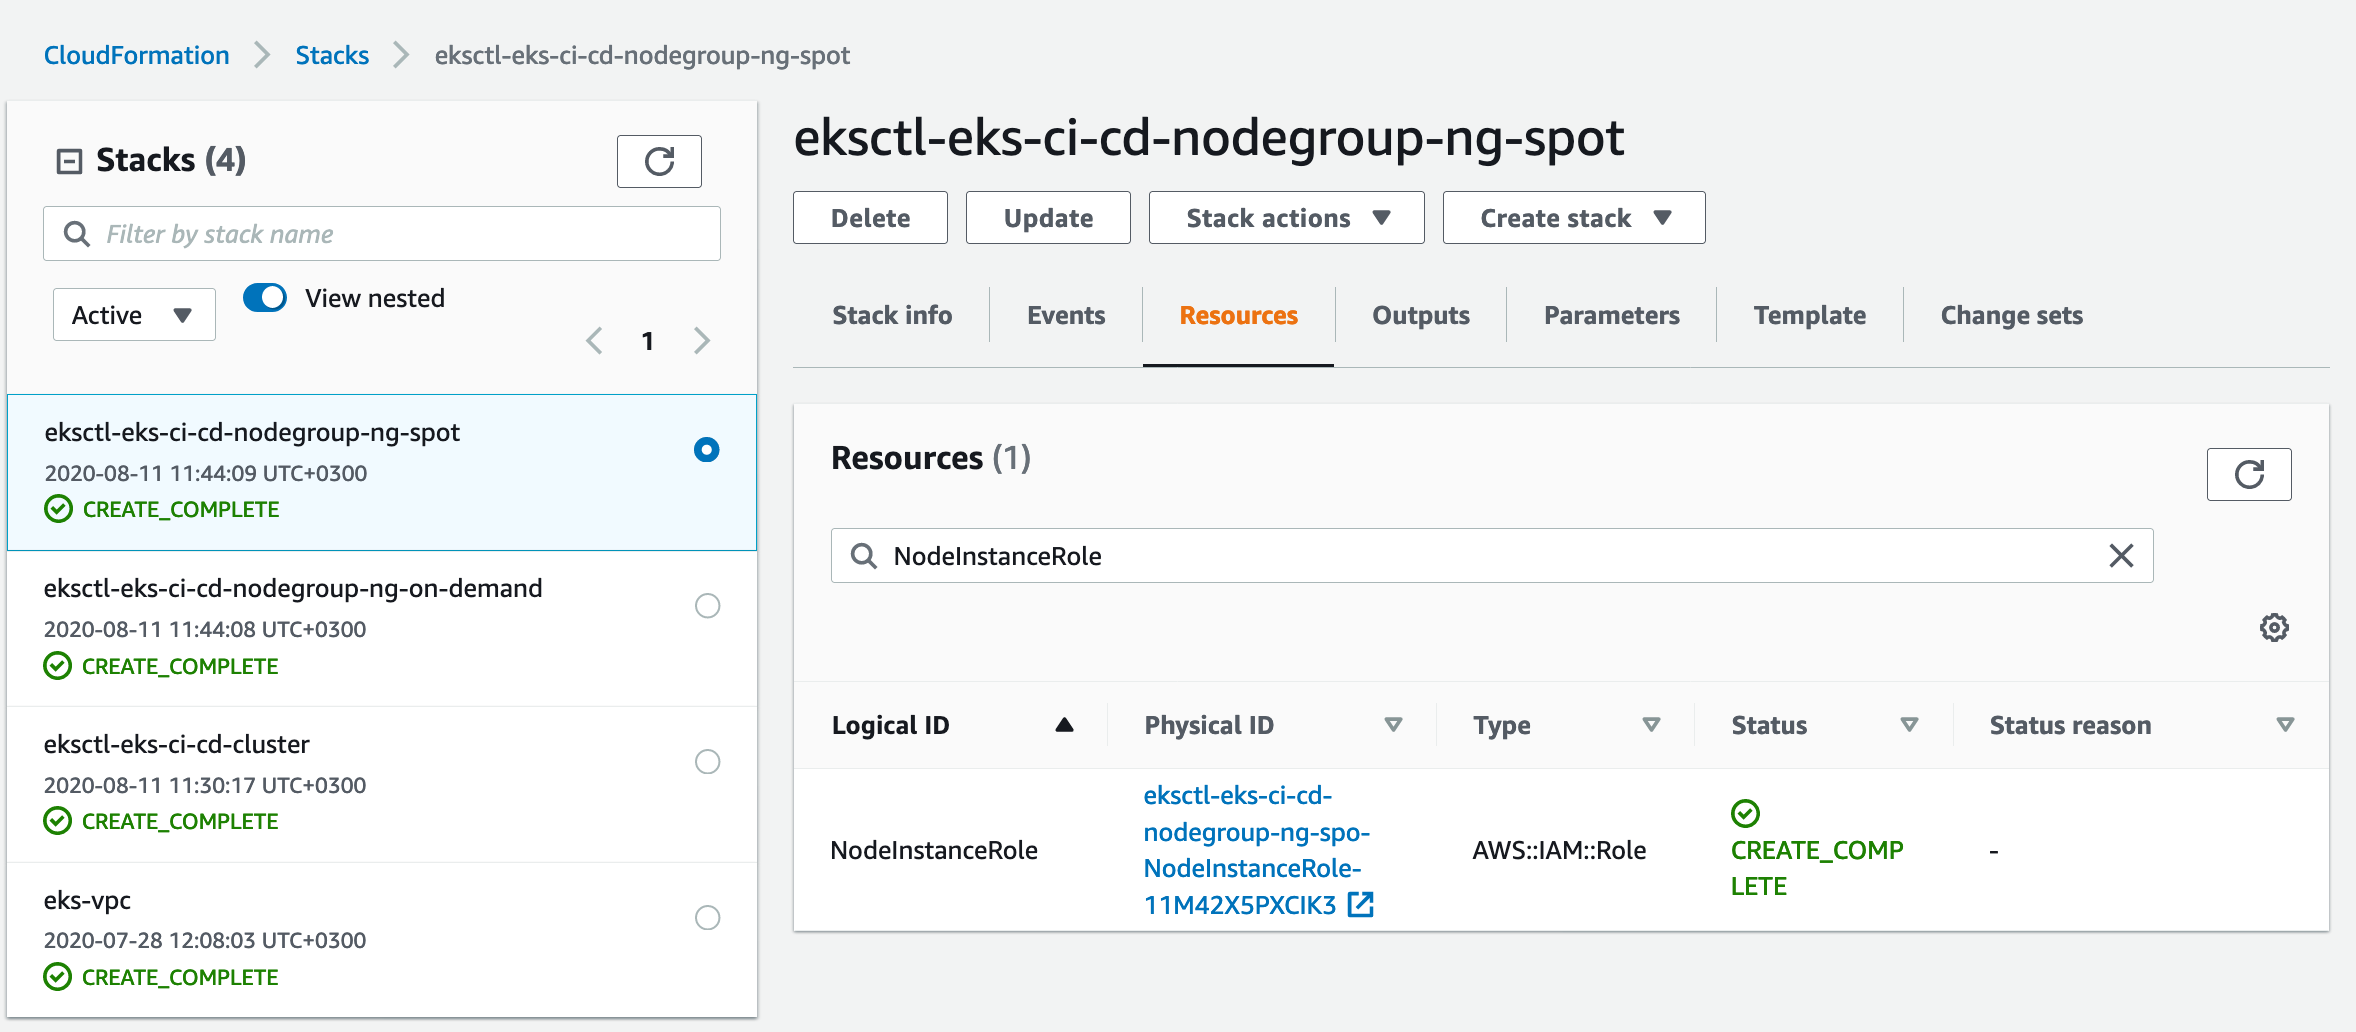 CloudFormation > Stacks > eksctl-eks-ci-cd-nodegroup-ng-spot
Stacks (4)
Filter by stack name
Active
View nested
1
eksctl-eks-ci-cd-nodegroup-ng-spot
2020-08-11 11:44:09 UTC+0300
CREATE_COMPLETE
eksctl-eks-ci-cd-nodegroup-ng-on-demand
2020-08-11 11:44:08 UTC+0300
CREATE_COMPLETE
eksctl-eks-ci-cd-cluster
2020-08-11 11:30:17 UTC+0300
CREATE_COMPLETE
eks-vpc
2020-07-28 12:08:03 UTC+0300
CREATE_COMPLETE
eksctl-eks-ci-cd-nodegroup-ng-spot
Delete Update Stack actions Create stack
Stack info Events Resources Outputs Parameters Template Change sets
Resources (1)
NodeInstanceRole
Logical ID Physical ID Type Status Status reason
NodeInstanceRole
eksctl-eks-ci-cd-
nodegroup-ng-spo-
NodeInstanceRole-
11M42X5PXCIK3
AWS::IAM::Role
CREATE_COMP
LETE
-